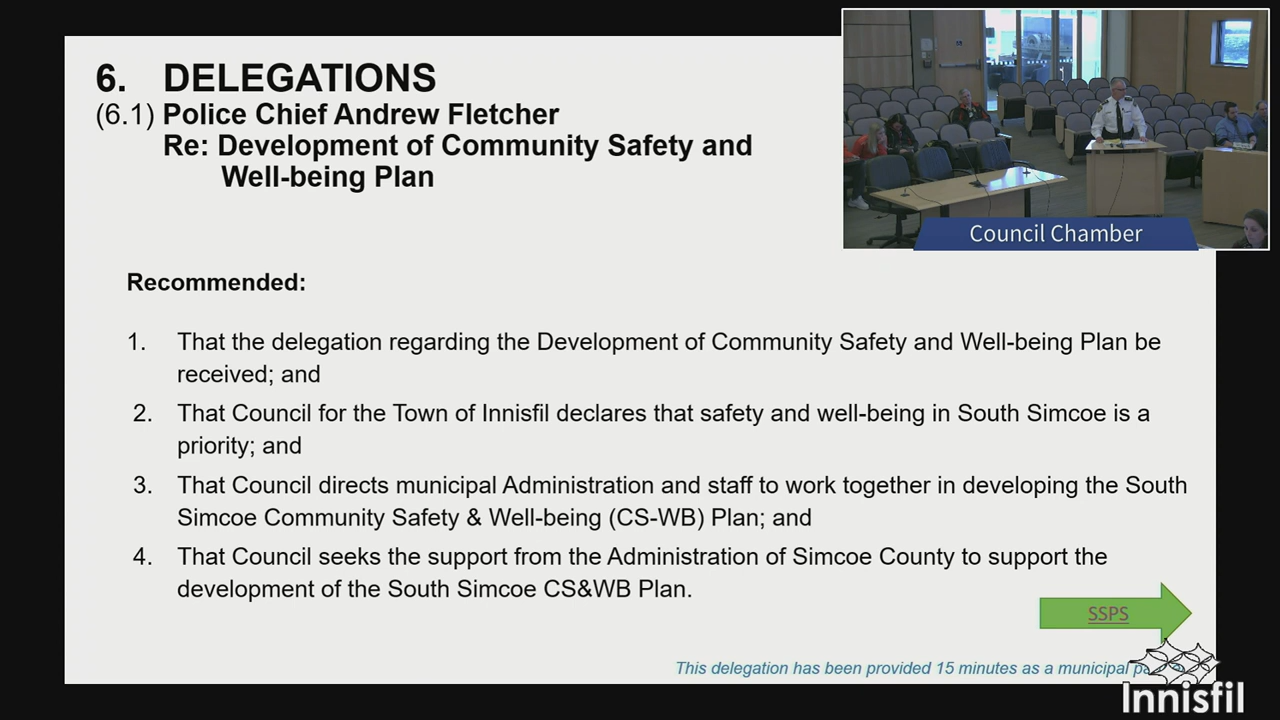 6. DELEGATIONS
(6.1) Police Chief Andrew Fletcher
Re: Development of Community Safety and
Well-being Plan
Council Chamber
Recommended:
1. That the delegation regarding the Development of Community Safety and Well-being Plan be
received; and
2. That Council for the Town of Innisfil declares that safety and well-being in South Simcoe is a
priority; and
3. That Council directs municipal Administration and staff to work together in developing the South
Simcoe Community Safety & Well-being (CS-WB) Plan; and
4. That Council seeks the support from the Administration of Simcoe County to support the
development of the South Simcoe CS&WB Plan.
SSPS
This delegation has been provided 15 minutes as a municipal
Innisfil